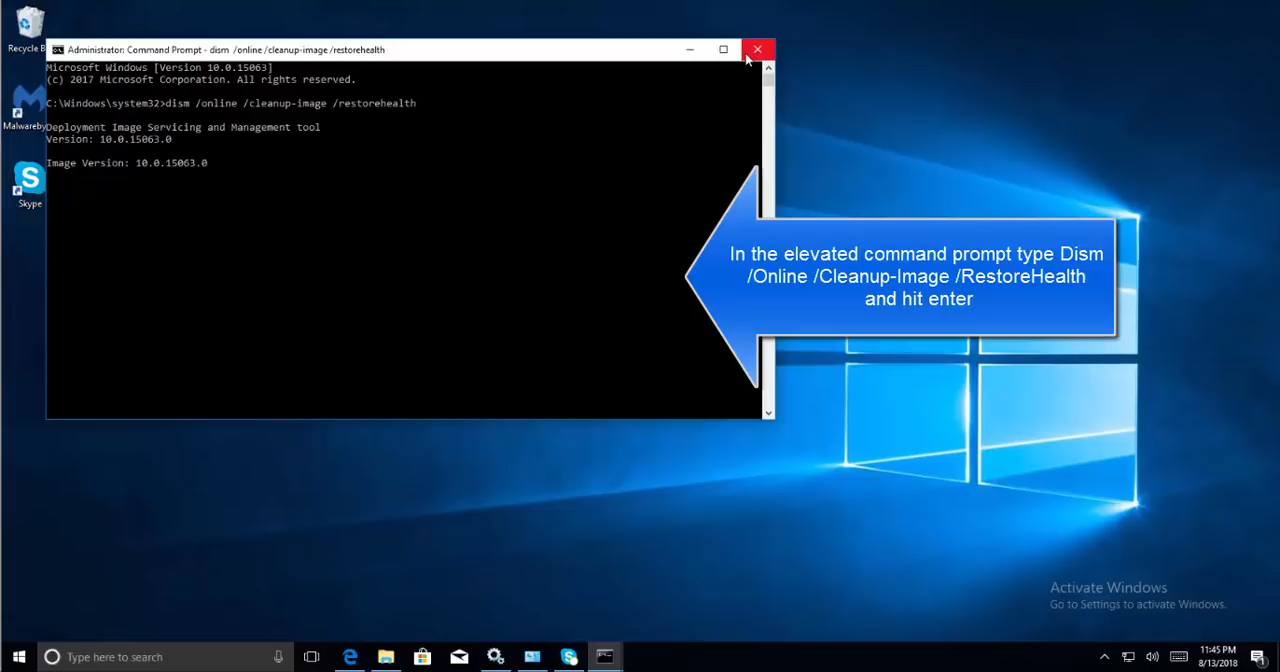 Recycle B
Administrator: Command Prompt - dism  /online /cleanup-image /restorehealth
Microsoft Windows [Version 10.0.15063]
(c) 2017 Microsoft Corporation. All rights reserved.
C:\Windows\system32>dism /online /cleanup-image /restorehealth
Malwareby
Deployment Image Servicing and Management tool
Version: 10.0.15063.0
Image Version: 10.0.15063.0
S
Skype
In the elevated command prompt type Dism
/Online /Cleanup-Image /RestoreHealth
and hit enter
Activate Windows
Go to Settings to activate Windows.
Type here to search
11:45 PM
8/13/2018
1